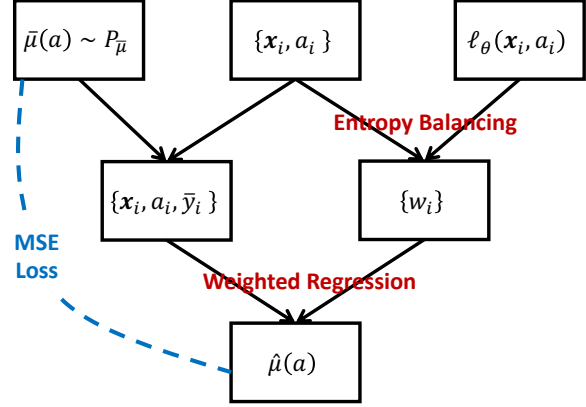 μ̄(a) ~ P_μ̄
{𝒙_i, a_i }
ℓ_θ(𝒙_i, a_i)
Entropy Balancing
{𝒙_i, a_i, ȳ_i }
{w_i}
MSE
Loss
Weighted Regression
μ̂(a)